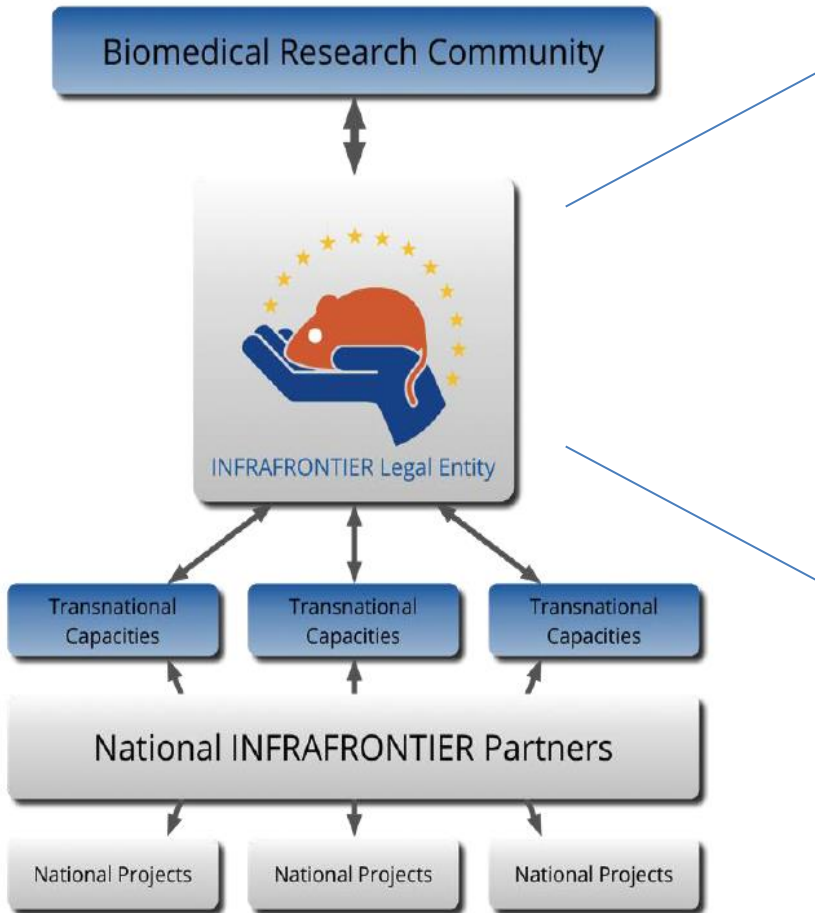 Biomedical Research Community
INFRAFRONTIER Legal Entity
Transnational
Capacities
Transnational
Capacities
Transnational
Capacities
National INFRAFRONTIER Partners
National Projects
National Projects
National Projects